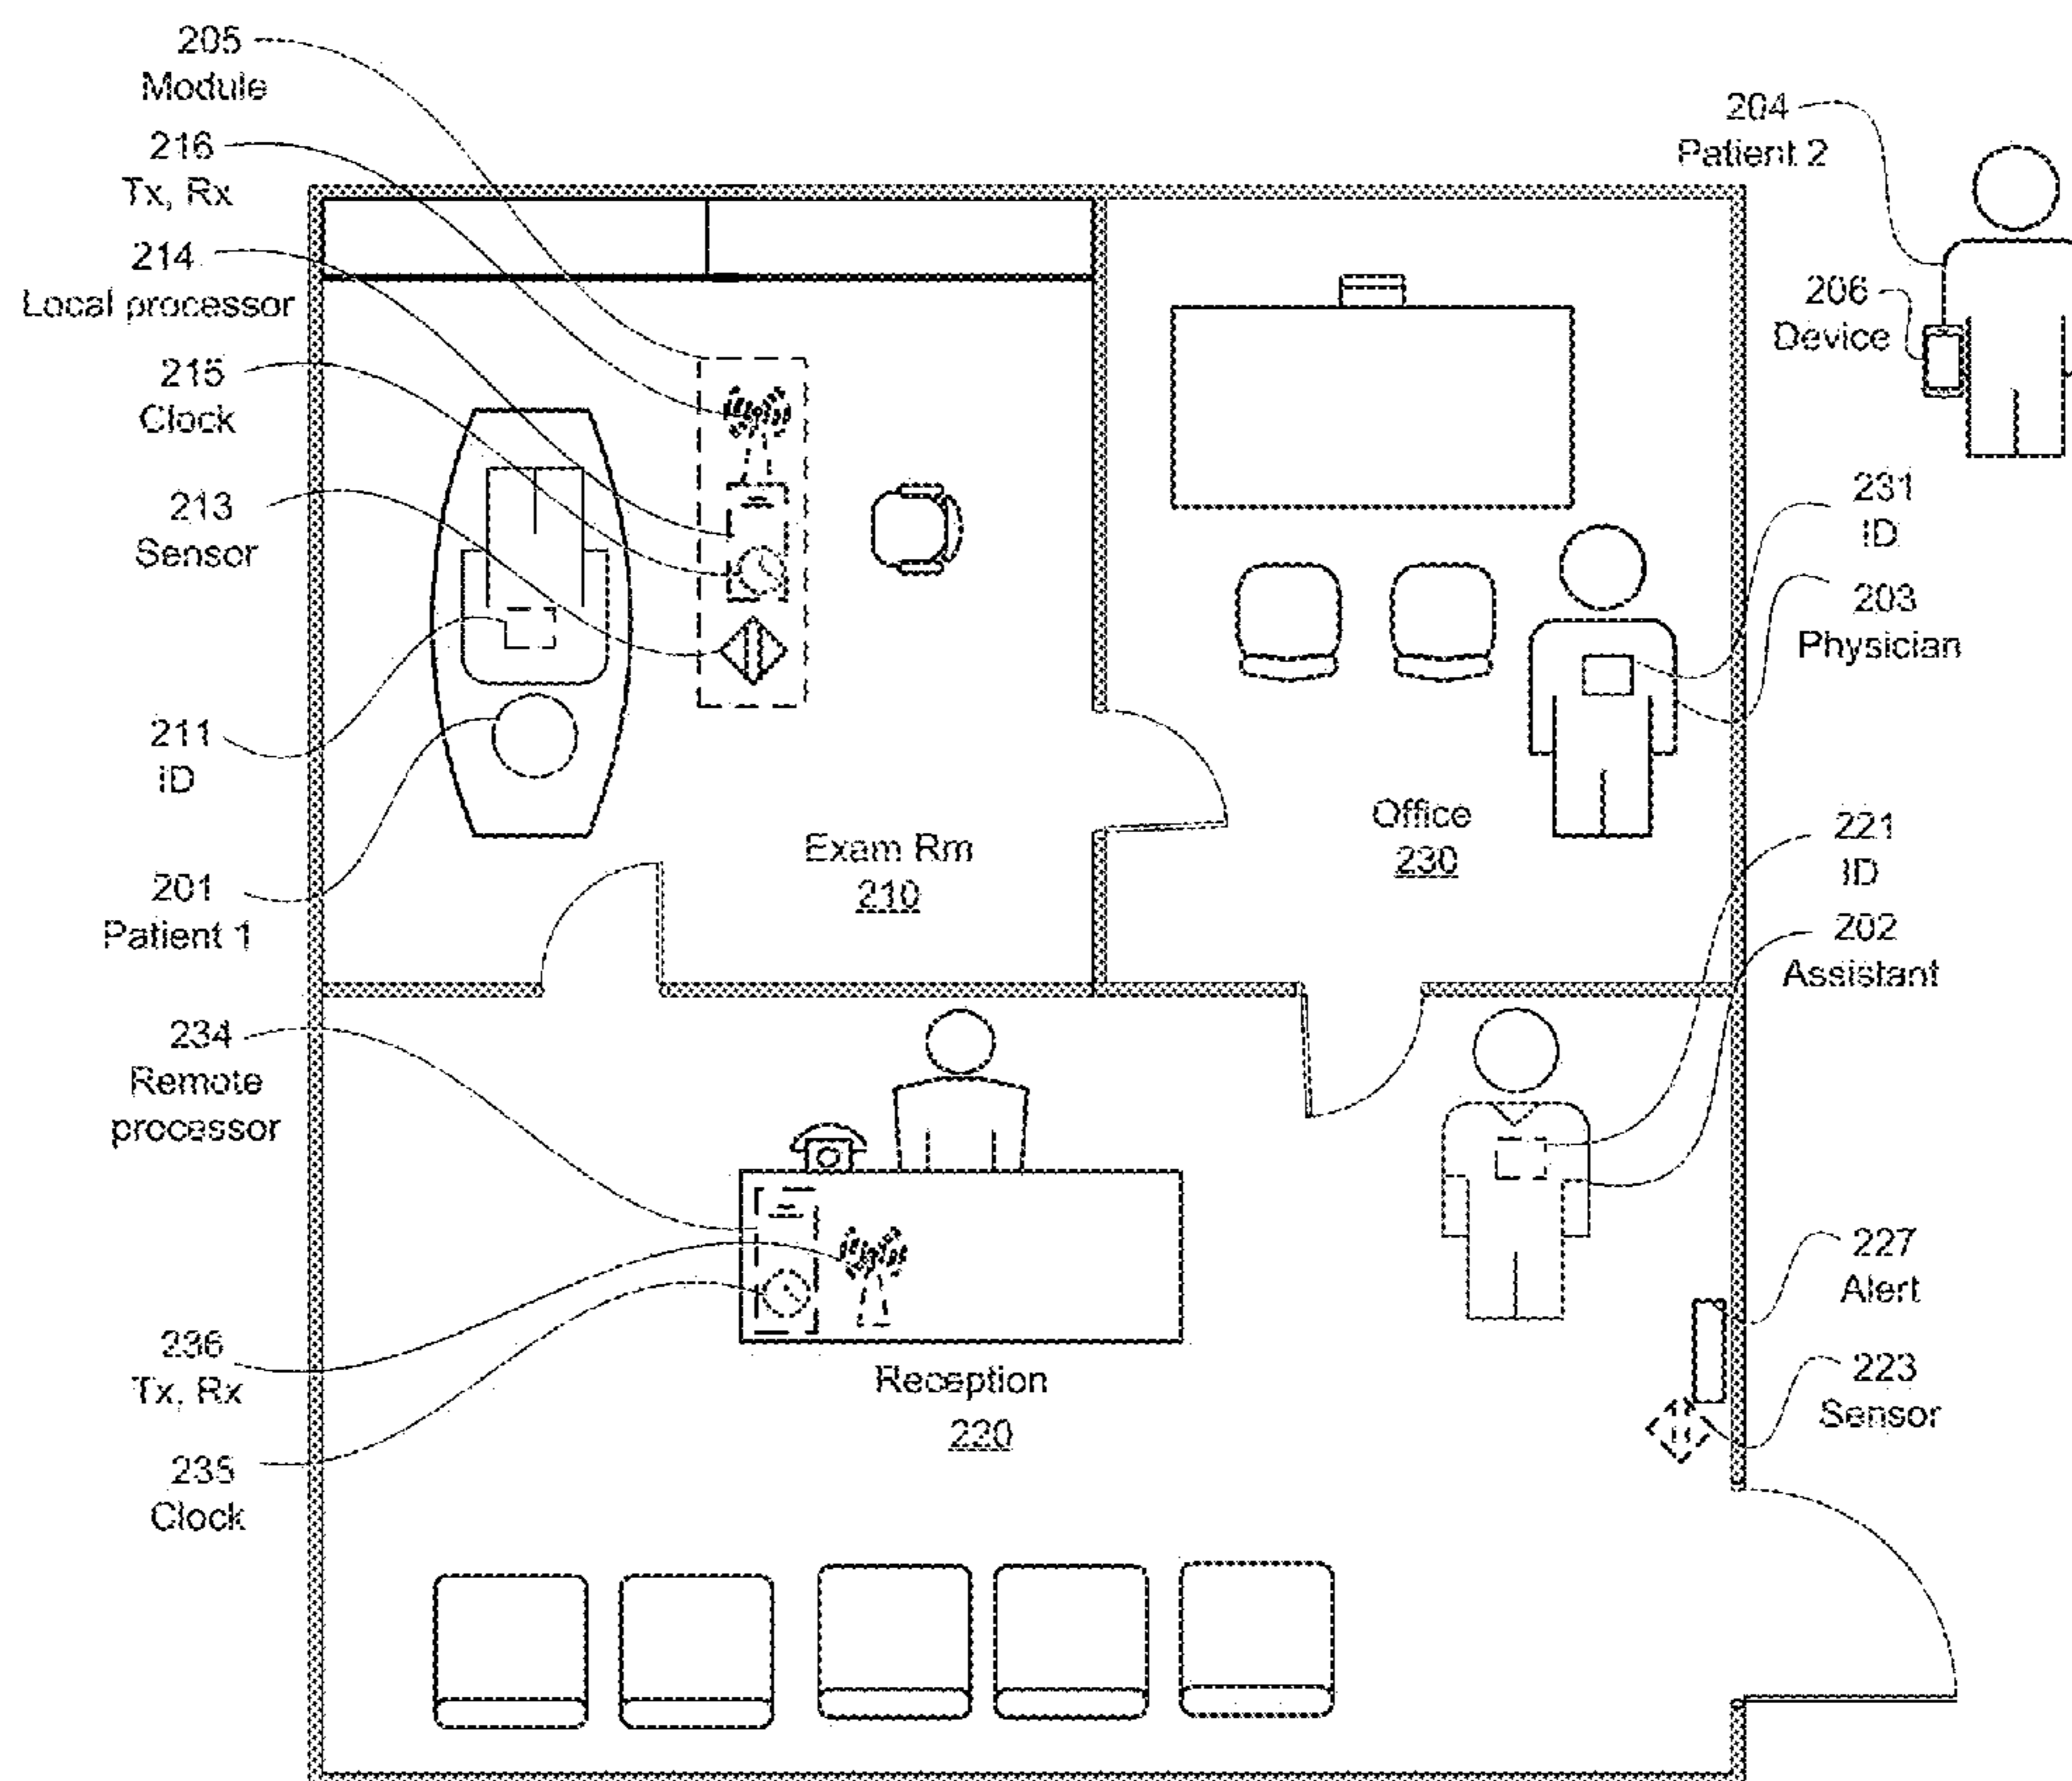 205
Module
216
Tx, Rx
214
Local processor
215
Clock
213
Sensor
211
ID
201
Patient 1
234
Remote
processor
236
Tx, Rx
235
Clock
Exam Rm
210
Office
230
Reception
220
204
Patient 2
206
Device
231
ID
203
Physician
221
ID
202
Assistant
227
Alert
223
Sensor